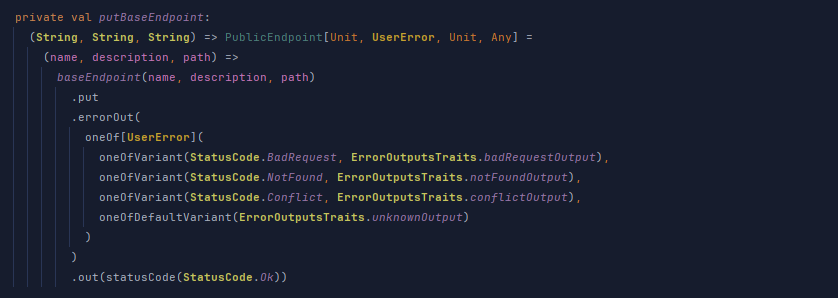 private val putBaseEndpoint:
  (String, String, String) => PublicEndpoint[Unit, UserError, Unit, Any] =
    (name, description, path) =>
      baseEndpoint(name, description, path)
        .put
        .errorOut(
          oneOf[UserError](
            oneOfVariant(StatusCode.BadRequest, ErrorOutputsTraits.badRequestOutput),
            oneOfVariant(StatusCode.NotFound, ErrorOutputsTraits.notFoundOutput),
            oneOfVariant(StatusCode.Conflict, ErrorOutputsTraits.conflictOutput),
            oneOfDefaultVariant(ErrorOutputsTraits.unknownOutput)
          )
        )
        .out(statusCode(StatusCode.Ok))